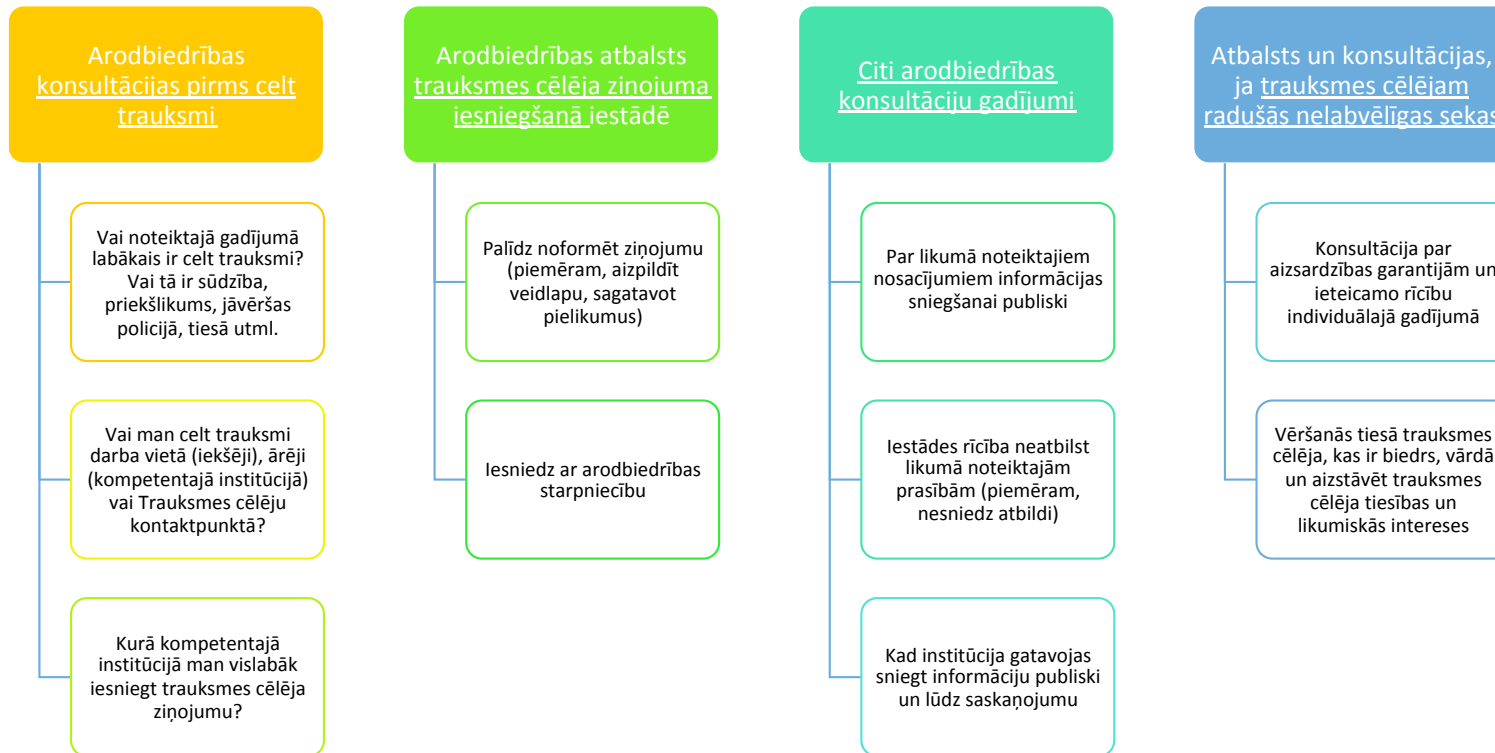 Arodbiedrības
konsultācijas pirms celt
trauksmi
Vai noteiktajā gadījumā
labākais ir celt trauksmi?
Vai tā ir sūdzība,
priekšlikums, jāvēršas
policijā, tiesā utml.
Vai man celt trauksmi
darba vietā (iekšēji), ārēji
(kompetentajā institūcijā)
vai Trauksmes cēlēju
kontaktpunktā?
Kurā kompetentajā
institūcijā man vislabāk
iesniegt trauksmes cēlēja
ziņojumu?
Arodbiedrības atbalsts
trauksmes cēlēja ziņojuma
iesniegšanā iestādē
Palīdz noformēt ziņojumu
(piemēram, aizpildīt
veidlapu, sagatavot
pielikumus)
Iesniedz ar arodbiedrības
starpniecību
Citi arodbiedrības
konsultāciju gadījumi
Par likumā noteiktajiem
nosacījumiem informācijas
sniegšanai publiski
Iestādes rīcība neatbilst
likumā noteiktajām
prasībām (piemēram,
nesniedz atbildi)
Kad institūcija gatavojas
sniegt informāciju publiski
un lūdz saskaņojumu
Atbalsts un konsultācijas,
ja trauksmes cēlējam
radušās nelabvēlīgas sekas
Konsultācija par
aizsardzības garantijām un
ieteicamo rīcību
individuālajā gadījumā
Vēršanās tiesā trauksmes
cēlēja, kas ir biedrs, vārdā
un aizstāvēt trauksmes
cēlēja tiesības un
likumiskās intereses